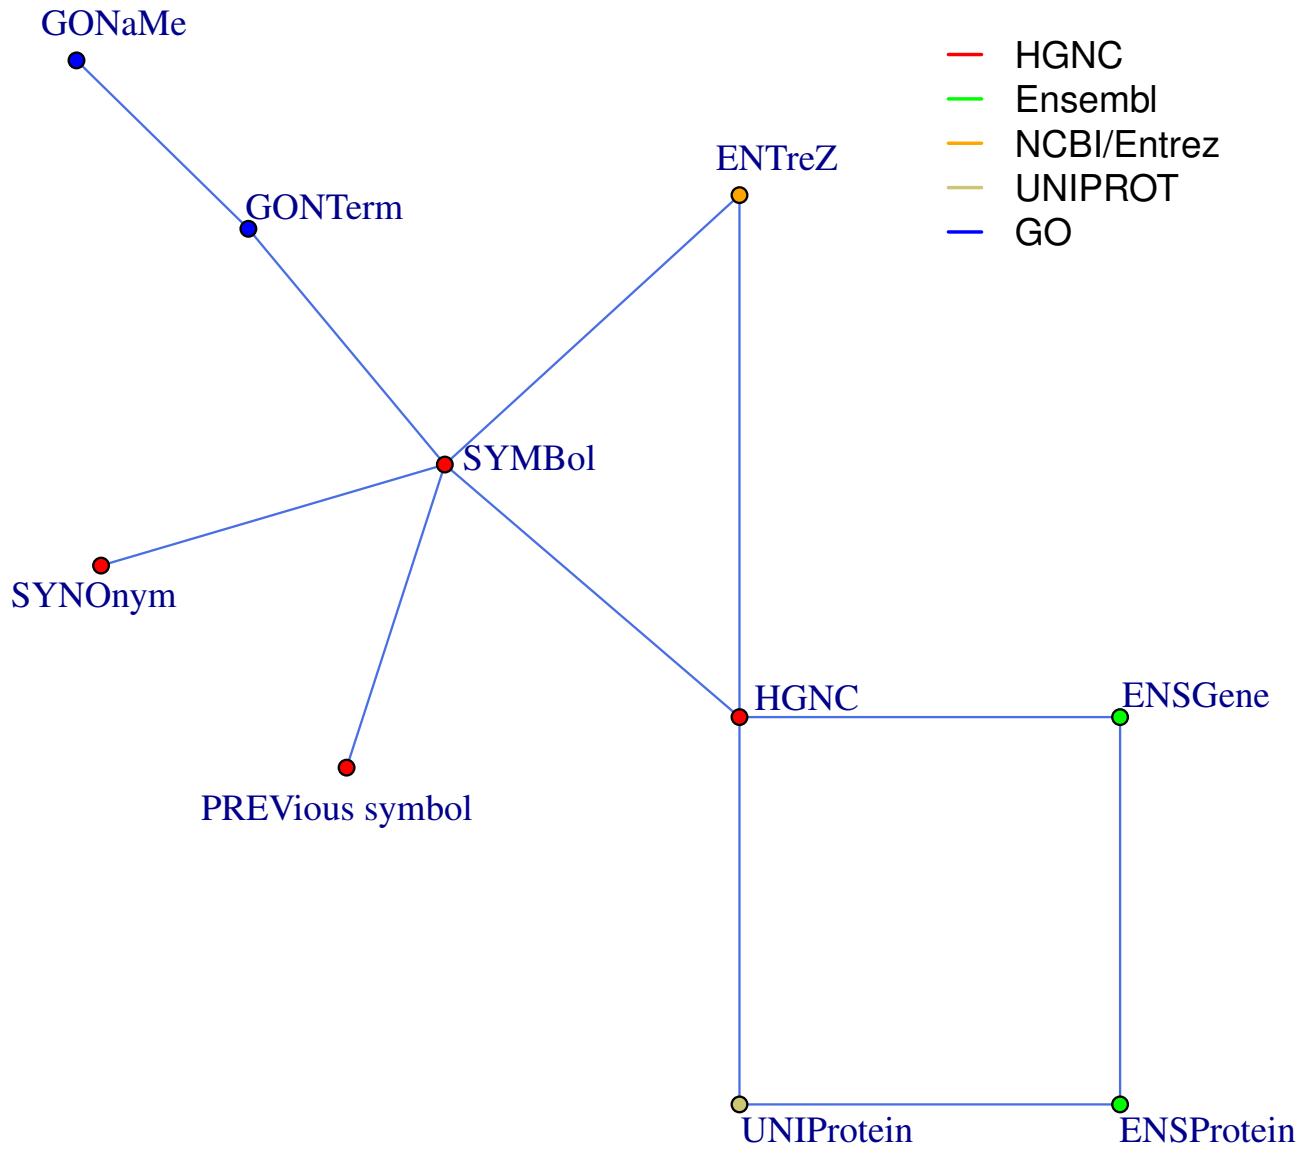 GONaMe
HGNC
Ensembl
NCBI/Entrez
UNIPROT
GO
ENTreZ
GONTerm
SYMBol
SYNOnym
HGNC
ENSGene
PREVious symbol
UNIProtein
ENSProtein